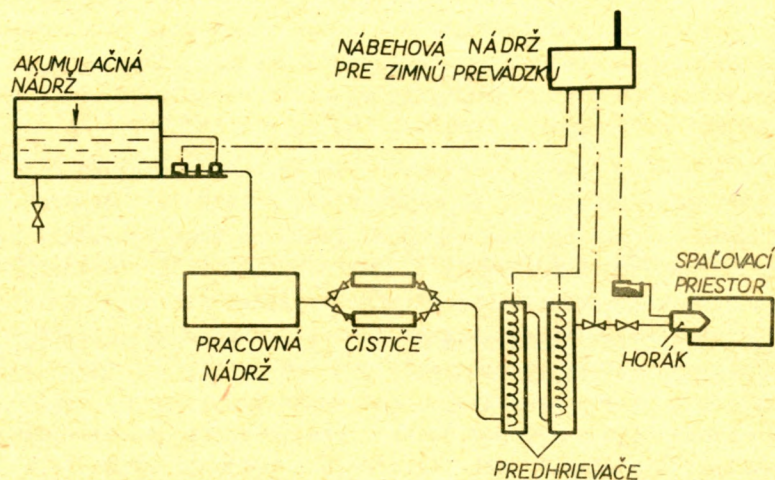 AKUMULAČNÁ
NÁDRŽ
NÁBEHOVÁ NÁDRŽ
PRE ZIMNÚ PREVÁDZKU
SPAĽOVACÍ
PRIESTOR
PRACOVNÁ
NÁDRŽ
ČISTIČE
HORÁK
PREDHRIEVAČE